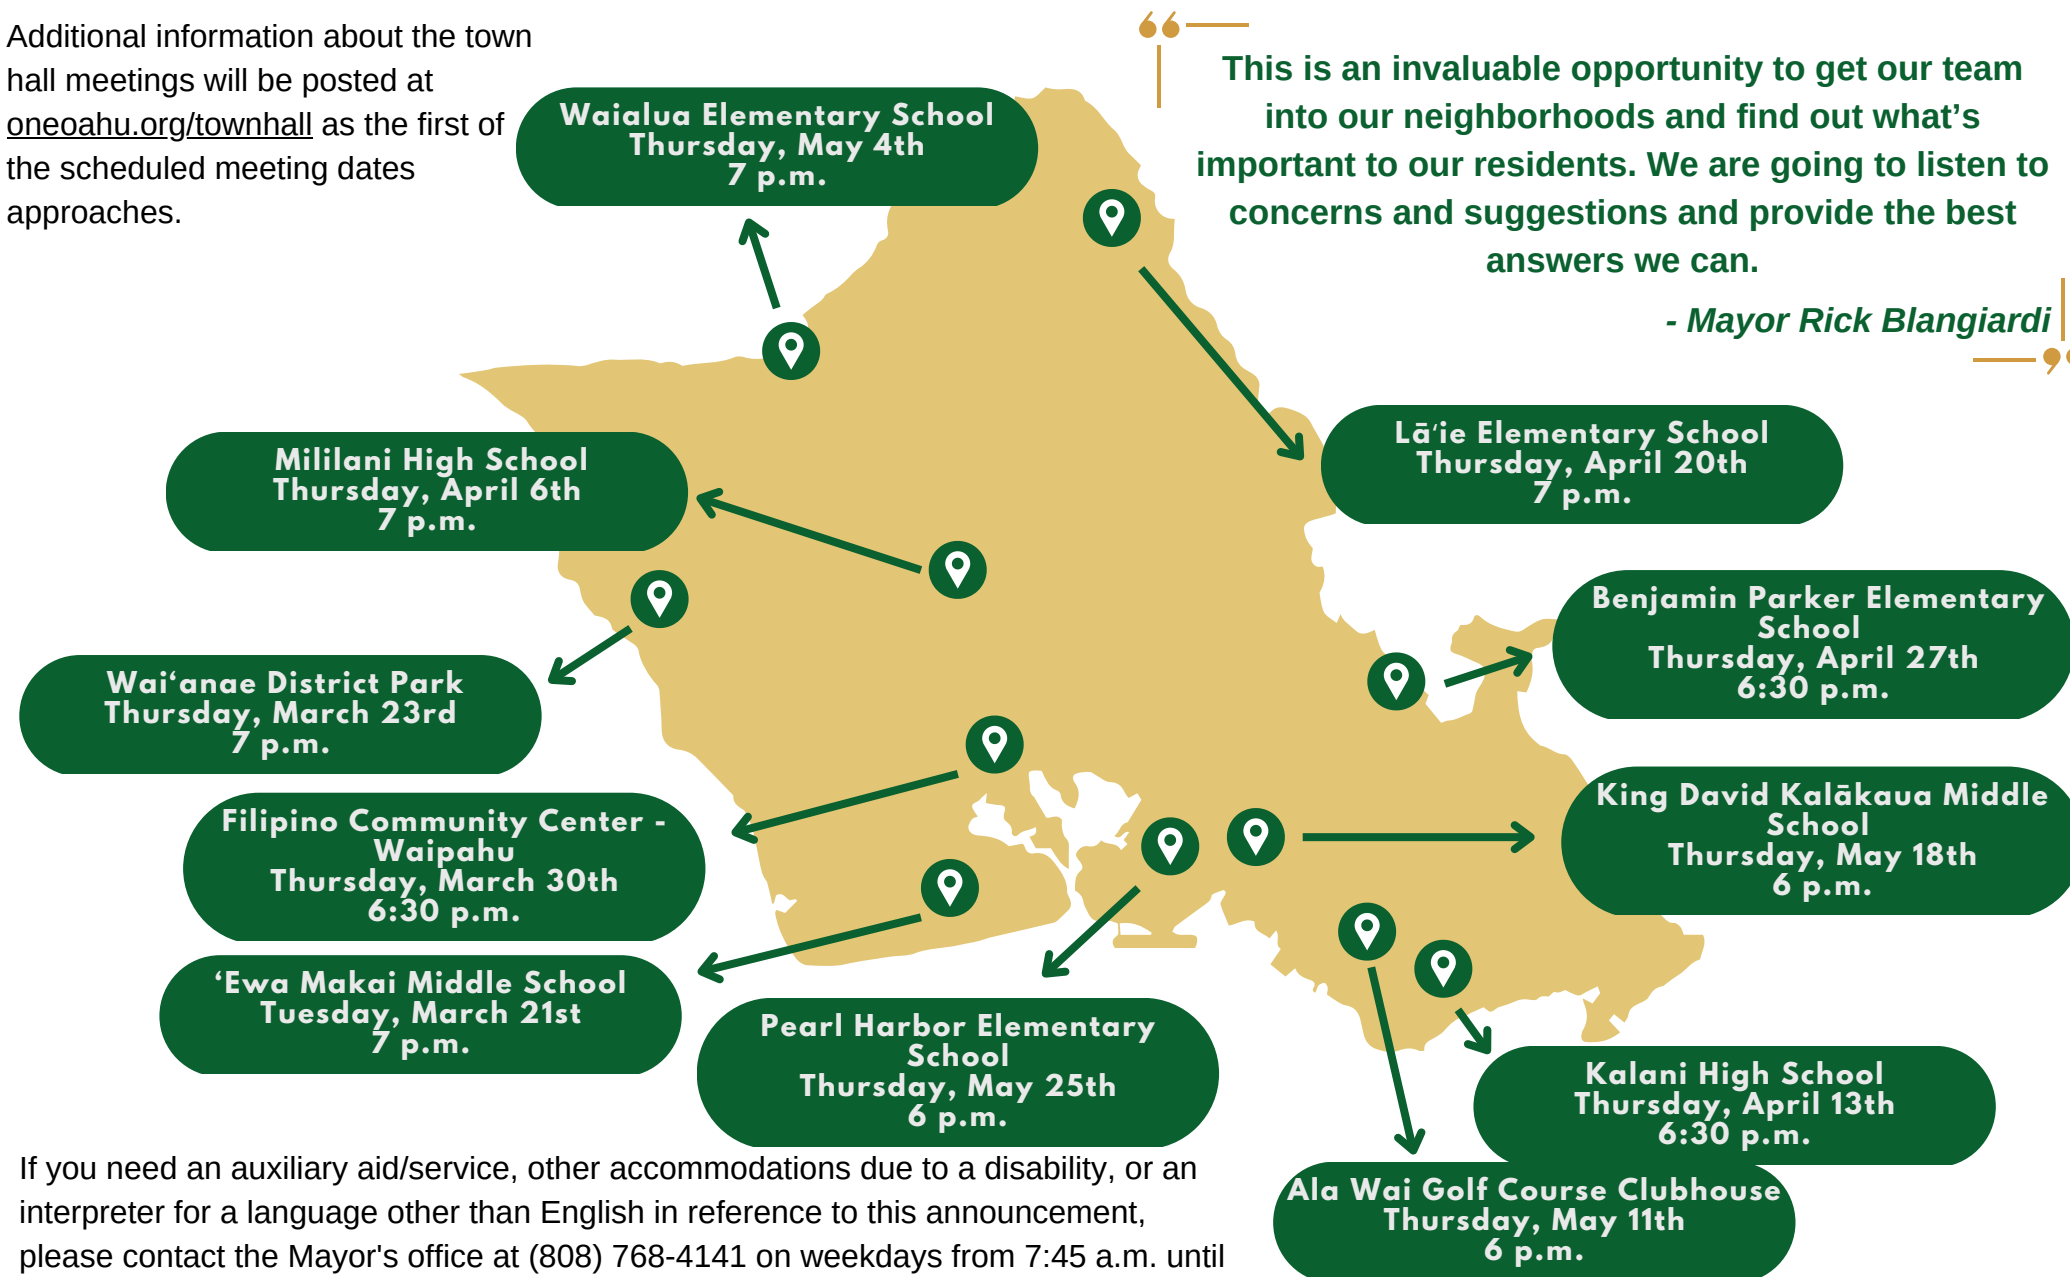 Additional information about the town
hall meetings will be posted at
oneoahu.org/townhall as the first of
the scheduled meeting dates
approaches.
This is an invaluable opportunity to get our team
into our neighborhoods and find out what’s
important to our residents. We are going to listen to
concerns and suggestions and provide the best
answers we can.
- Mayor Rick Blangiardi
Waialua Elementary School
Thursday, May 4th
7 p.m.
Lāʻie Elementary School
Thursday, April 20th
7 p.m.
Mililani High School
Thursday, April 6th
7 p.m.
Benjamin Parker Elementary
School
Thursday, April 27th
6:30 p.m.
Waiʻanae District Park
Thursday, March 23rd
7 p.m.
King David Kalākaua Middle
School
Thursday, May 18th
6 p.m.
Filipino Community Center -
Waipahu
Thursday, March 30th
6:30 p.m.
ʻEwa Makai Middle School
Tuesday, March 21st
7 p.m.
Pearl Harbor Elementary
School
Thursday, May 25th
6 p.m.
Kalani High School
Thursday, April 13th
6:30 p.m.
Ala Wai Golf Course Clubhouse
Thursday, May 11th
6 p.m.
If you need an auxiliary aid/service, other accommodations due to a disability, or an
interpreter for a language other than English in reference to this announcement,
please contact the Mayor's office at (808) 768-4141 on weekdays from 7:45 a.m. until